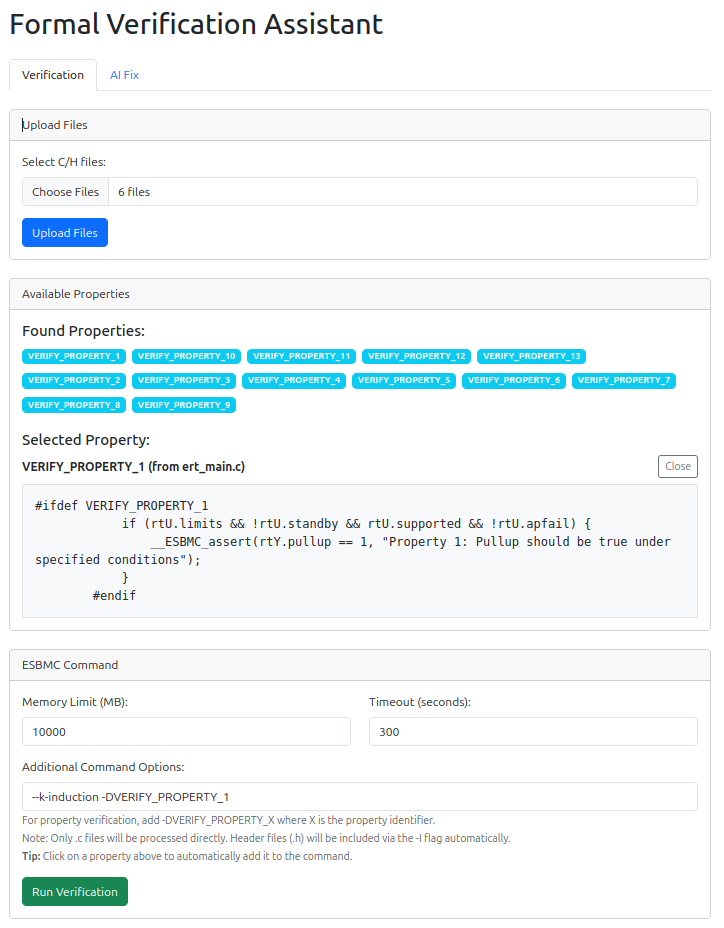 Formal Verification Assistant
Verification AI Fix
Upload Files
Select C/H files:
Choose Files 6 files
Upload Files
Available Properties
Found Properties:
VERIFY_PROPERTY_1 VERIFY_PROPERTY_10 VERIFY_PROPERTY_11 VERIFY_PROPERTY_12 VERIFY_PROPERTY_13
VERIFY_PROPERTY_2 VERIFY_PROPERTY_3 VERIFY_PROPERTY_4 VERIFY_PROPERTY_5 VERIFY_PROPERTY_6 VERIFY_PROPERTY_7
VERIFY_PROPERTY_8 VERIFY_PROPERTY_9
Selected Property:
VERIFY_PROPERTY_1 (from ert_main.c) Close
#ifdef VERIFY_PROPERTY_1
if (rtU.limits && !rtU.standby && rtU.supported && !rtU.apfail) {
__ESBMC_assert(rtY.pullup == 1, "Property 1: Pullup should be true under
specified conditions");
}
#endif
ESBMC Command
Memory Limit (MB): Timeout (seconds):
10000 300
Additional Command Options:
--k-induction -DVERIFY_PROPERTY_1
For property verification, add -DVERIFY_PROPERTY_X where X is the property identifier.
Note: Only .c files will be processed directly. Header files (.h) will be included via the -I flag automatically.
Tip: Click on a property above to automatically add it to the command.
Run Verification